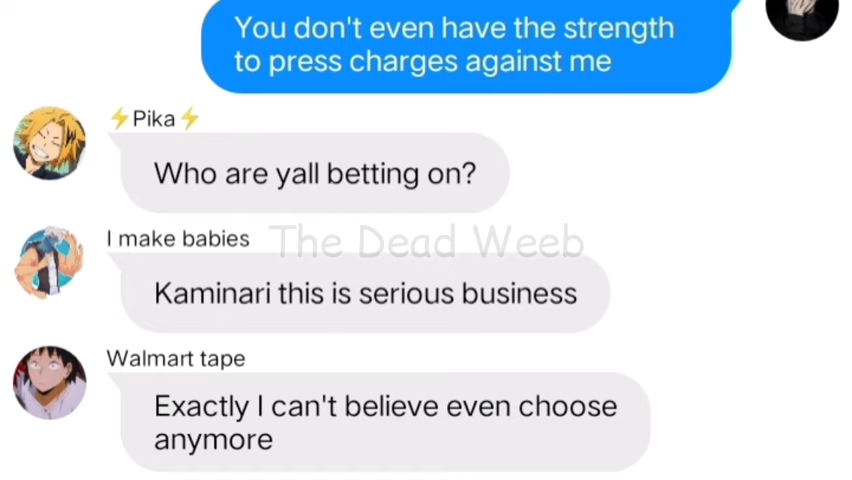 You don't even have the strength
to press charges against me
⚡Pika⚡
Who are yall betting on?
I make babies
The Dead Weeb
Kaminari this is serious business
Walmart tape
Exactly I can't believe even choose
anymore